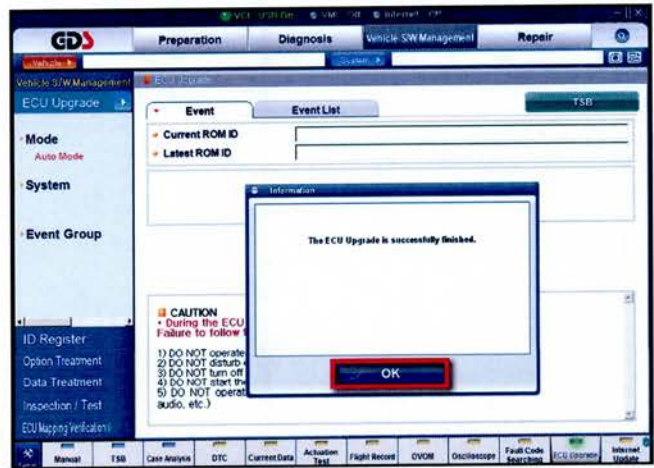 VCI USB On VMI Off Internet Off
GDS
Preparation
Diagnosis
Vehicle S/W Management
Repair
Vehicle
System
Vehicle S/W Management
ECU Upgrade
ECU Upgrade
Event
Event List
TSB
Mode
Auto Mode
Current ROM ID
Latest ROM ID
System
Event Group
Information
The ECU Upgrade is successfully finished.
OK
CAUTION
• During the ECU
Failure to follow
1) DO NOT operate
2) DO NOT disturb
3) DO NOT turn off
4) DO NOT start the
5) DO NOT operat
audio, etc.)
ID Register
Option Treatment
Data Treatment
Inspection / Test
ECU Mapping Verification
Manual
TSB
Case Analysis
DTC
Current Data
Actuation Test
Flight Record
DVOM
Oscilloscope
Fault Code Searching
ECU Upgrade
Internet Update